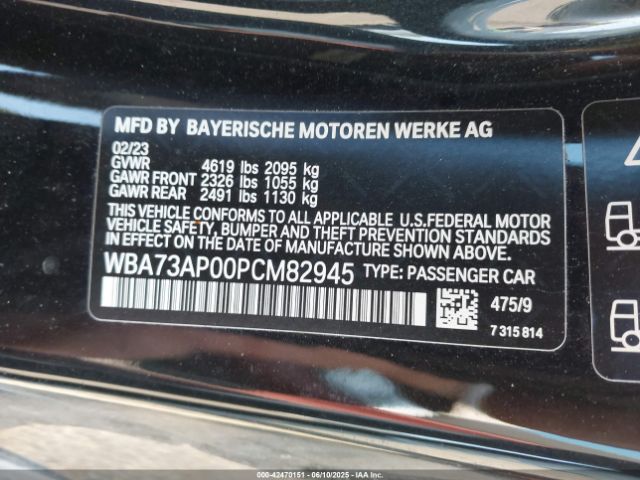 MFD BY BAYERISCHE MOTOREN WERKE AG
02/23
GVWR 4619 lbs 2095 kg
GAWR FRONT 2326 lbs 1055 kg
GAWR REAR 2491 lbs 1130 kg
THIS VEHICLE CONFORMS TO ALL APPLICABLE U.S.FEDERAL MOTOR
VEHICLE SAFETY, BUMPER AND THEFT PREVENTION STANDARDS
IN EFFECT ON THE DATE OF MANUFACTURE SHOWN ABOVE.
WBA73AP00PCM82945 TYPE: PASSENGER CAR
475/9
7 315 814
000-42470151 - 06/10/2025 - IAAI.COM